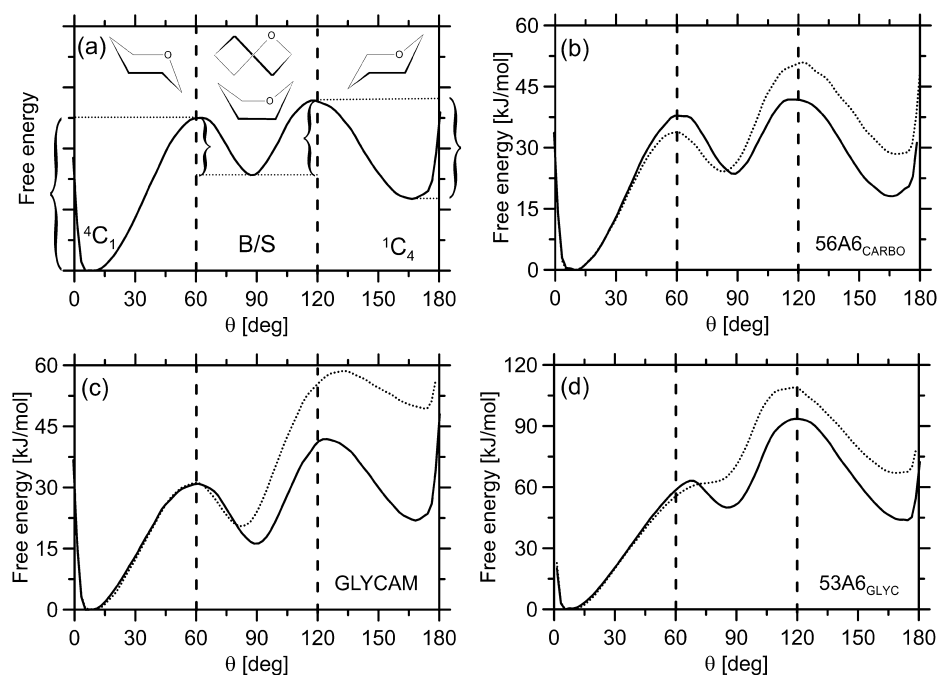 (a)
O
O
O
O
Free energy
⁴C₁
B/S
¹C₄
0 30 60 90 120 150 180
θ [deg]
(b)
60
45
30
15
0
Free energy [kJ/mol]
56A6CARBO
0 30 60 90 120 150 180
θ [deg]
(c)
60
45
30
15
0
Free energy [kJ/mol]
GLYCAM
0 30 60 90 120 150 180
θ [deg]
(d)
120
90
60
30
0
Free energy [kJ/mol]
53A6GLYC
0 30 60 90 120 150 180
θ [deg]